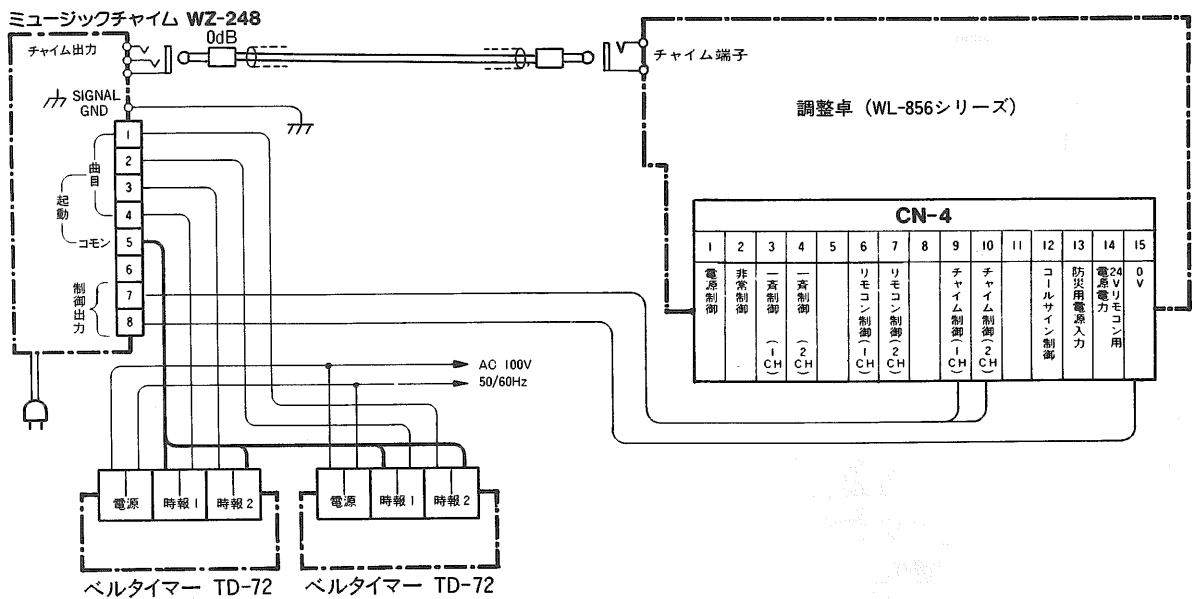 ミュージックチャイム WZ-248
チャイム出力
0dB
チャイム端子
SIGNAL
GND
調整卓 (WL-856シリーズ)
1
2
3
4
5
6
7
8
曲目
起動
コモン
制御出力
CN-4
1 2 3 4 5 6 7 8 9 10 11 12 13 14 15
電源制御
非常制御
一斉制御(1CH)
一斉制御(2CH)
リモコン制御(1CH)
リモコン制御(2CH)
チャイム制御(1CH)
チャイム制御(2CH)
コールサイン制御
防災用電源入力
24Vリモコン用
電源電力
0V
AC 100V
50/60Hz
電源 時報1 時報2
電源 時報1 時報2
ベルタイマー TD-72
ベルタイマー TD-72